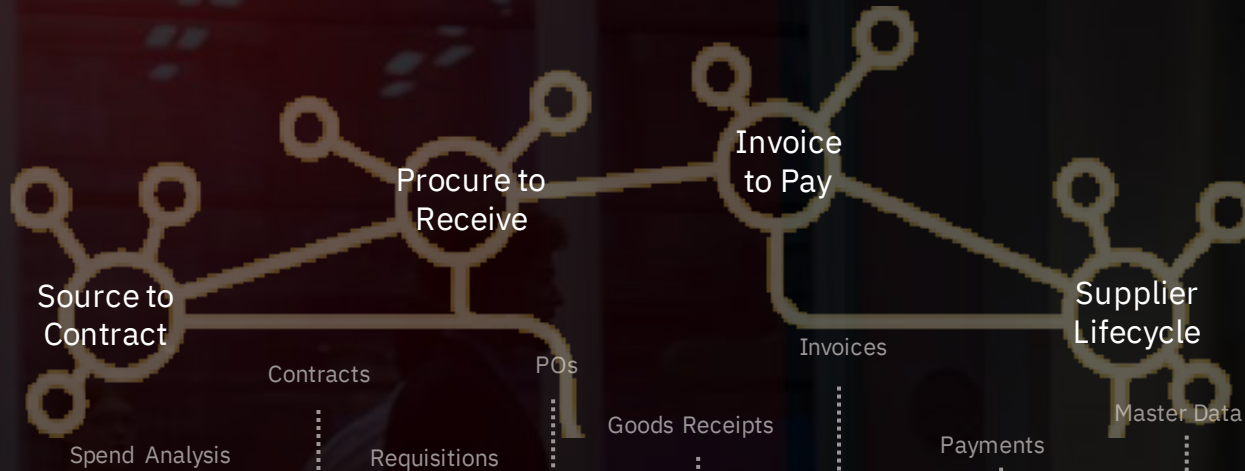 Invoice
to Pay
Procure to
Receive
Source to
Contract
Supplier
Lifecycle
Contracts
POs
Invoices
Master Data
Goods Receipts
Payments
Spend Analysis
Requisitions